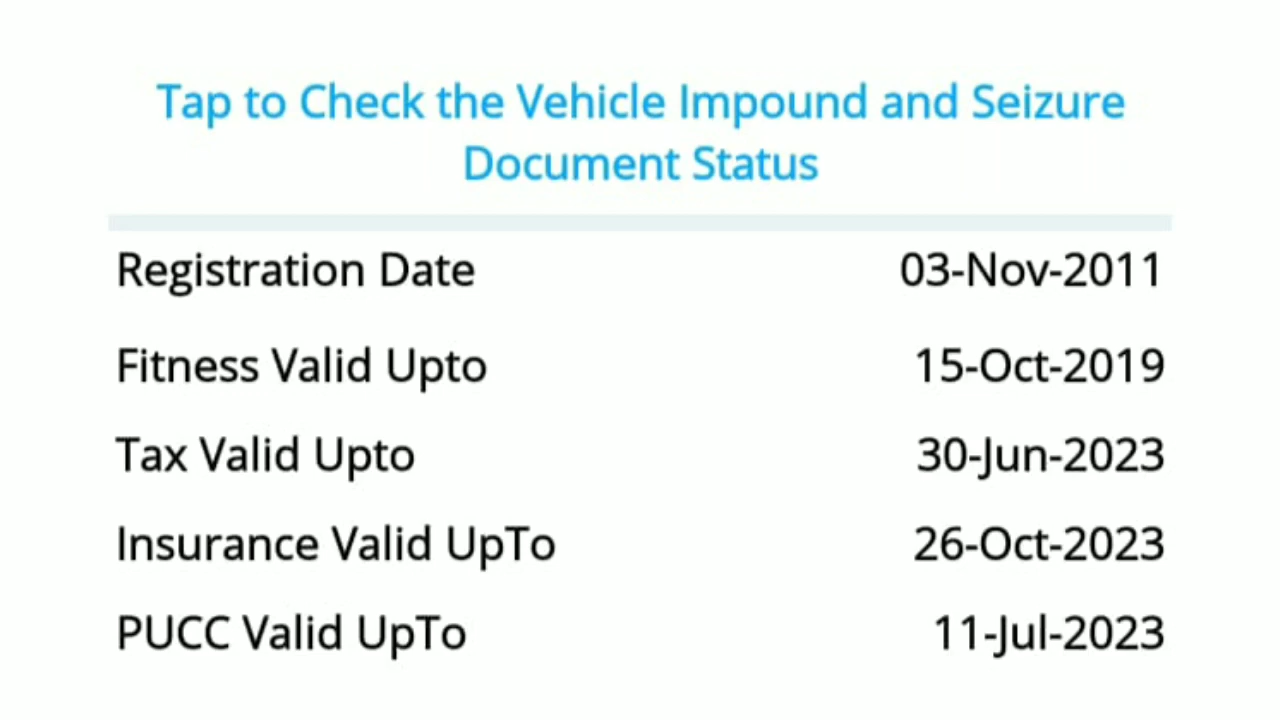 Tap to Check the Vehicle Impound and Seizure
Document Status
Registration Date 03-Nov-2011
Fitness Valid Upto 15-Oct-2019
Tax Valid Upto 30-Jun-2023
Insurance Valid UpTo 26-Oct-2023
PUCC Valid UpTo 11-Jul-2023